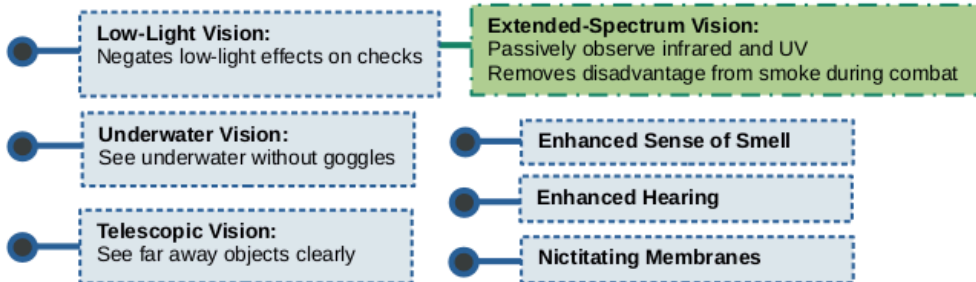 Low-Light Vision:
Negates low-light effects on checks
Extended-Spectrum Vision:
Passively observe infrared and UV
Removes disadvantage from smoke during combat
Underwater Vision:
See underwater without goggles
Enhanced Sense of Smell
Enhanced Hearing
Telescopic Vision:
See far away objects clearly
Nictitating Membranes